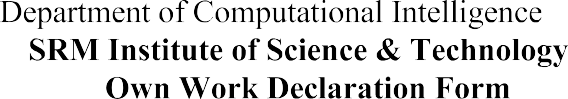 Department of Computational Intelligence
SRM Institute of Science & Technology
Own Work Declaration Form